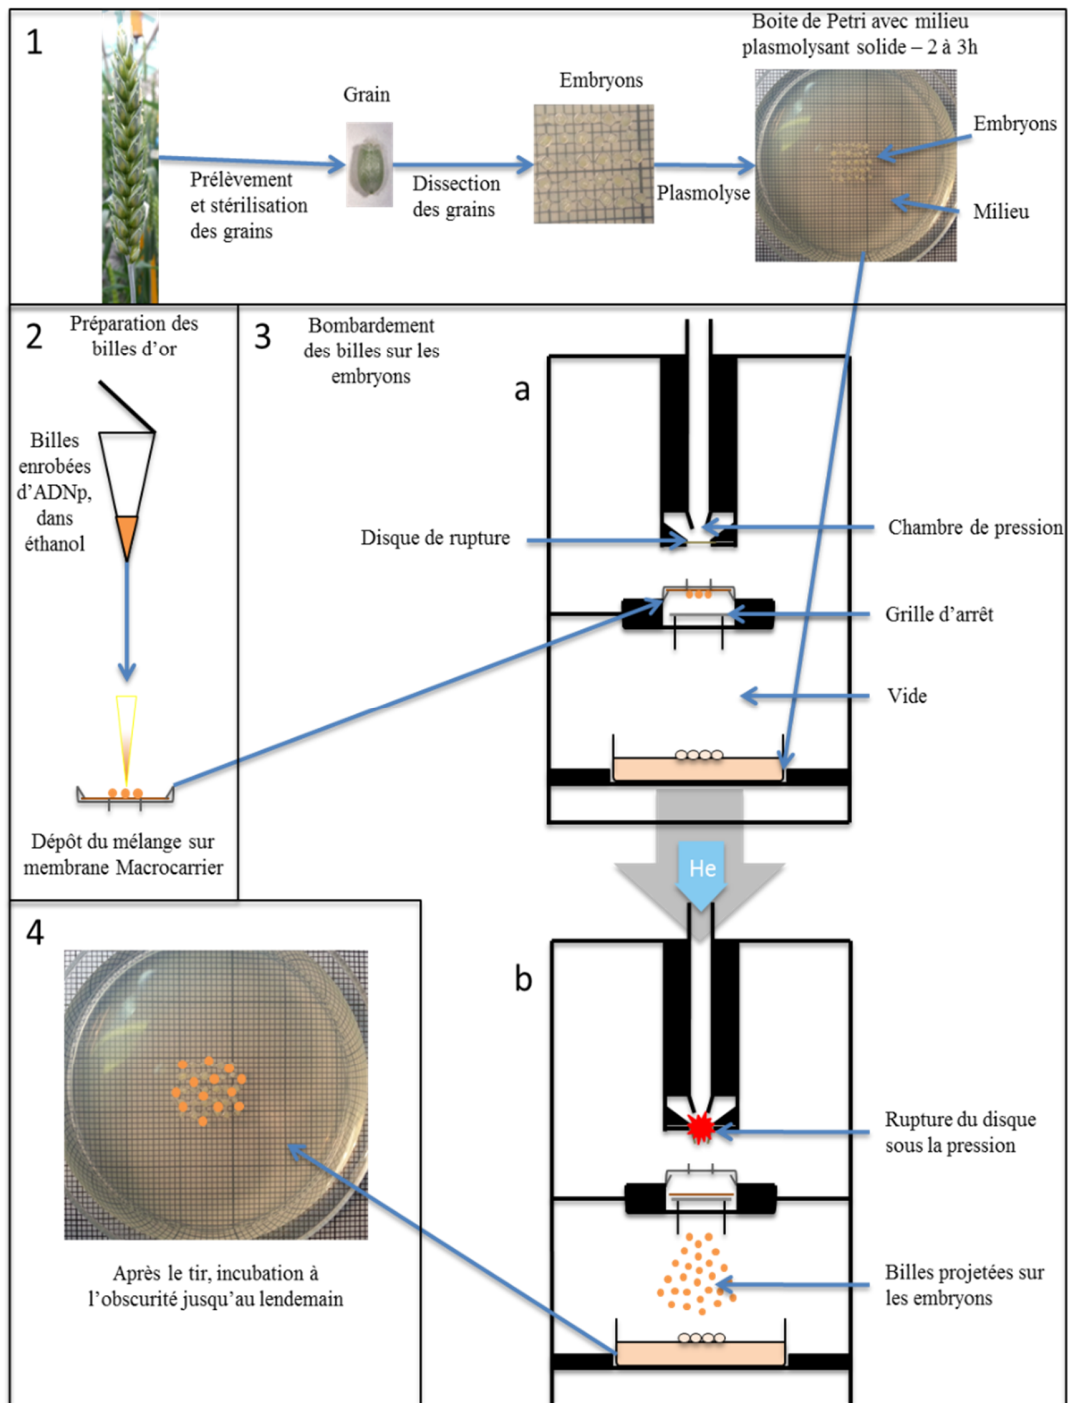 1
Boite de Petri avec milieu
plasmolysant solide – 2 à 3h
Grain
Embryons
Embryons
Milieu
Prélèvement
et stérilisation
des grains
Dissection
des grains
Plasmolyse
2
Préparation des
billes d'or
Billes
enrobées
d'ADNp,
dans
éthanol
Dépôt du mélange sur
membrane Macrocarrier
3
Bombardement
des billes sur les
embryons
a
Disque de rupture
Chambre de pression
Grille d'arrêt
Vide
He
b
Rupture du disque
sous la pression
Billes projetées sur
les embryons
4
Après le tir, incubation à
l'obscurité jusqu'au lendemain